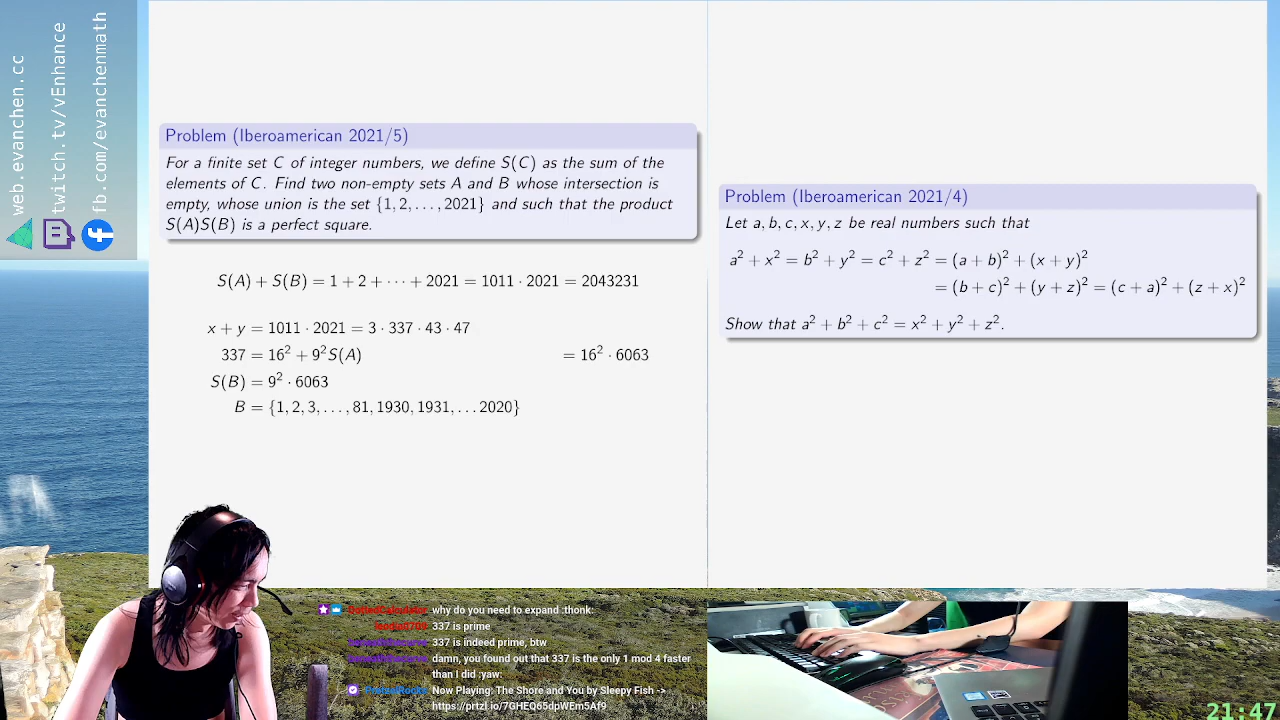 web.evanchen.cc
twitch.tv/vEnhance
fb.com/evanchenmath
Problem (Iberoamerican 2021/5)
For a finite set C of integer numbers, we define S(C) as the sum of the
elements of C. Find two non-empty sets A and B whose intersection is
empty, whose union is the set {1, 2, . . . , 2021} and such that the product
S(A)S(B) is a perfect square.
S(A) + S(B) = 1 + 2 + · · · + 2021 = 1011 · 2021 = 2043231
x + y = 1011 · 2021 = 3 · 337 · 43 · 47
337 = 16² + 9²S(A) = 16² · 6063
S(B) = 9² · 6063
B = {1, 2, 3, . . . , 81, 1930, 1931, . . . 2020}
Problem (Iberoamerican 2021/4)
Let a, b, c, x, y, z be real numbers such that
a² + x² = b² + y² = c² + z² = (a + b)² + (x + y)²
= (b + c)² + (y + z)² = (c + a)² + (z + x)²
Show that a² + b² + c² = x² + y² + z².
why do you need to expand :thonk:
337 is prime
337 is indeed prime, btw
damn, you found out that 337 is the only 1 mod 4 faster
than I did :yaw:
PretzelRocks: Now Playing: The Shore and You by Sleepy Fish ->
https://prtzl.io/7GHEQ65dpWEm5Af9
21:47